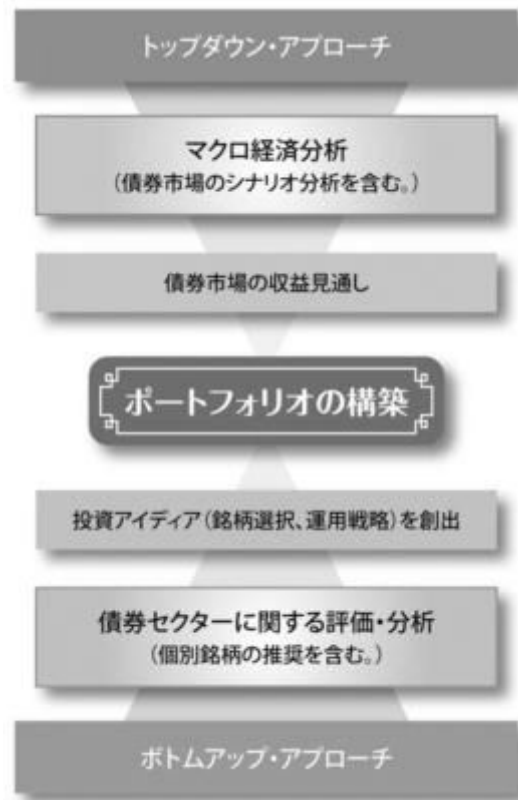 トップダウン・アプローチ
マクロ経済分析
（債券市場のシナリオ分析を含む。）
債券市場の収益見通し
ポートフォリオの構築
投資アイディア（銘柄選択、運用戦略）を創出
債券セクターに関する評価・分析
（個別銘柄の推奨を含む。）
ボトムアップ・アプローチ